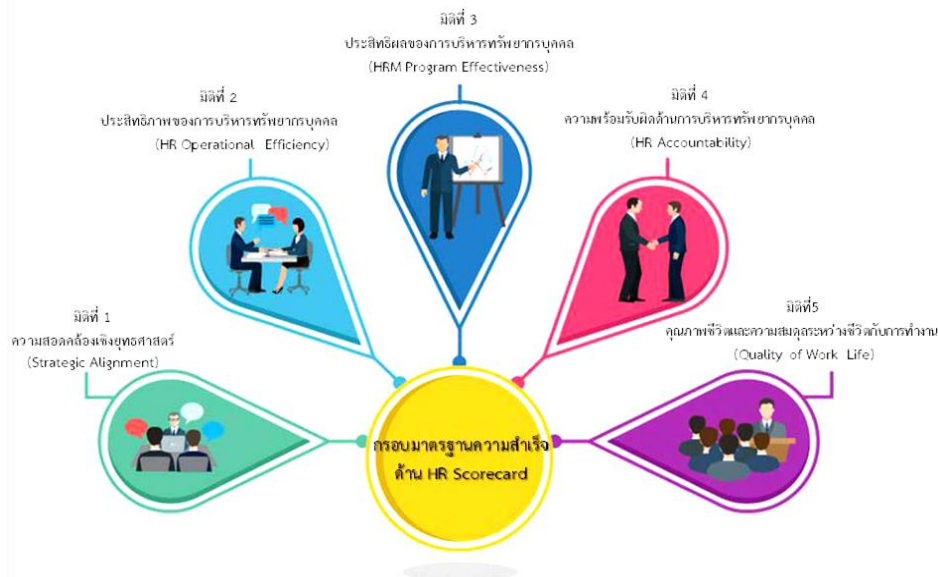 มิติที่ 1
ความสอดคล้องเชิงยุทธศาสตร์
(Strategic Alignment)
มิติที่ 2
ประสิทธิภาพของการบริหารทรัพยากรบุคคล
(HR Operational Efficiency)
มิติที่ 3
ประสิทธิผลของการบริหารทรัพยากรบุคคล
(HRM Program Effectiveness)
มิติที่ 4
ความพร้อมรับผิดด้านการบริหารทรัพยากรบุคคล
(HR Accountability)
มิติที่5
คุณภาพชีวิตและความสมดุลระหว่างชีวิตกับการทำงาน
(Quality of Work Life)
กรอบมาตรฐานความสำเร็จ
ด้าน HR Scorecard